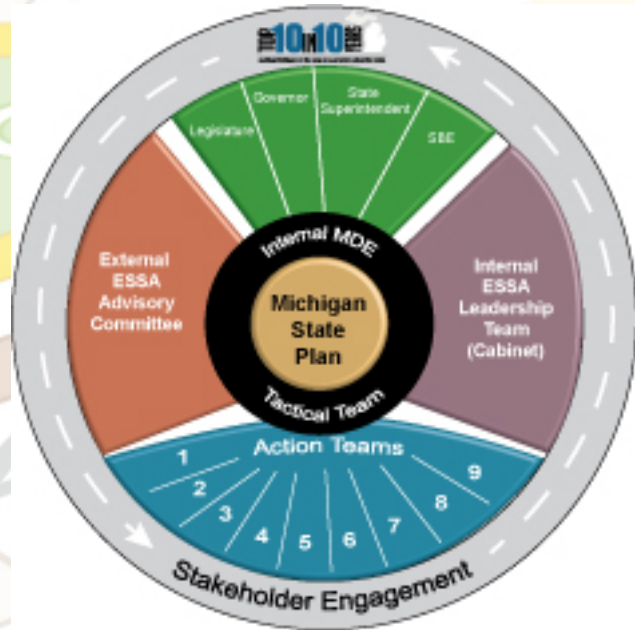 TOP 10 IN 10 YEARS
Legislature
Governor
State
Superintendent
SBE
External
ESSA
Advisory
Committee
Internal MDE
Michigan
State
Plan
Tactical Team
Internal
ESSA
Leadership
Team
(Cabinet)
Action Teams
1
2
3
4
5
6
7
8
9
Stakeholder Engagement